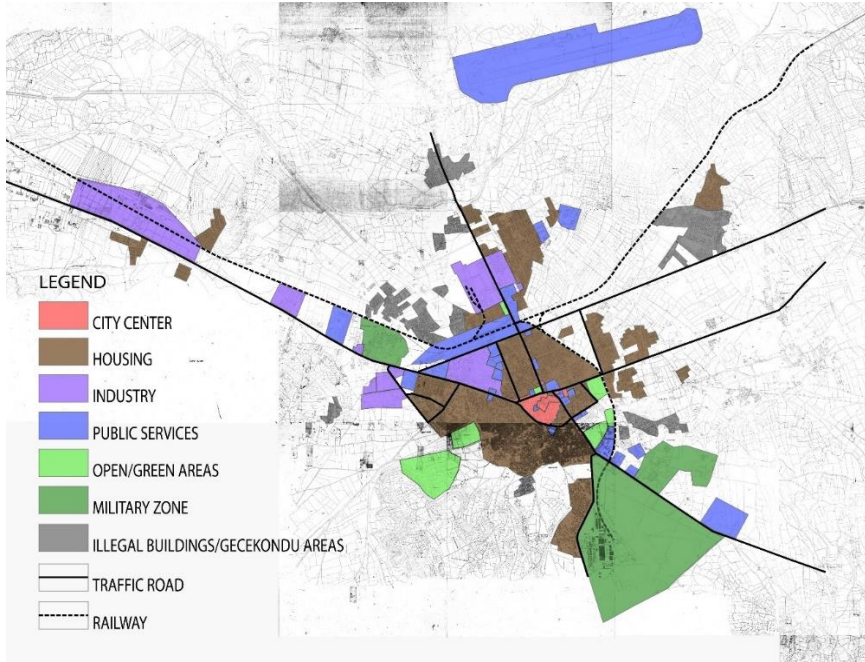 LEGEND
CITY CENTER
HOUSING
INDUSTRY
PUBLIC SERVICES
OPEN/GREEN AREAS
MILITARY ZONE
ILLEGAL BUILDINGS/GECEKONDU AREAS
TRAFFIC ROAD
RAILWAY